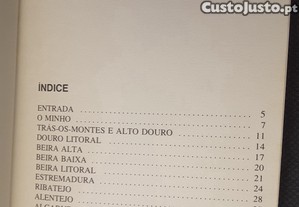 CustoJusto.pt
ÍNDICE
ENTRADA ........ 5
O MINHO ........ 7
TRÁS-OS-MONTES E ALTO DOURO ........ 11
DOURO LITORAL ........ 14
BEIRA ALTA ........ 17
BEIRA BAIXA ........ 20
BEIRA LITORAL ........ 21
ESTREMADURA ........ 24
RIBATEJO ........ 28
ALENTEJO